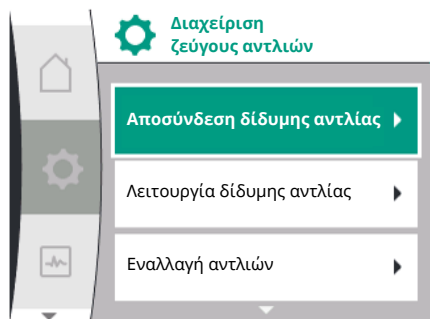 Διαχείριση
ζεύγους αντλιών
Αποσύνδεση δίδυμης αντλίας
Λειτουργία δίδυμης αντλίας
Εναλλαγή αντλιών